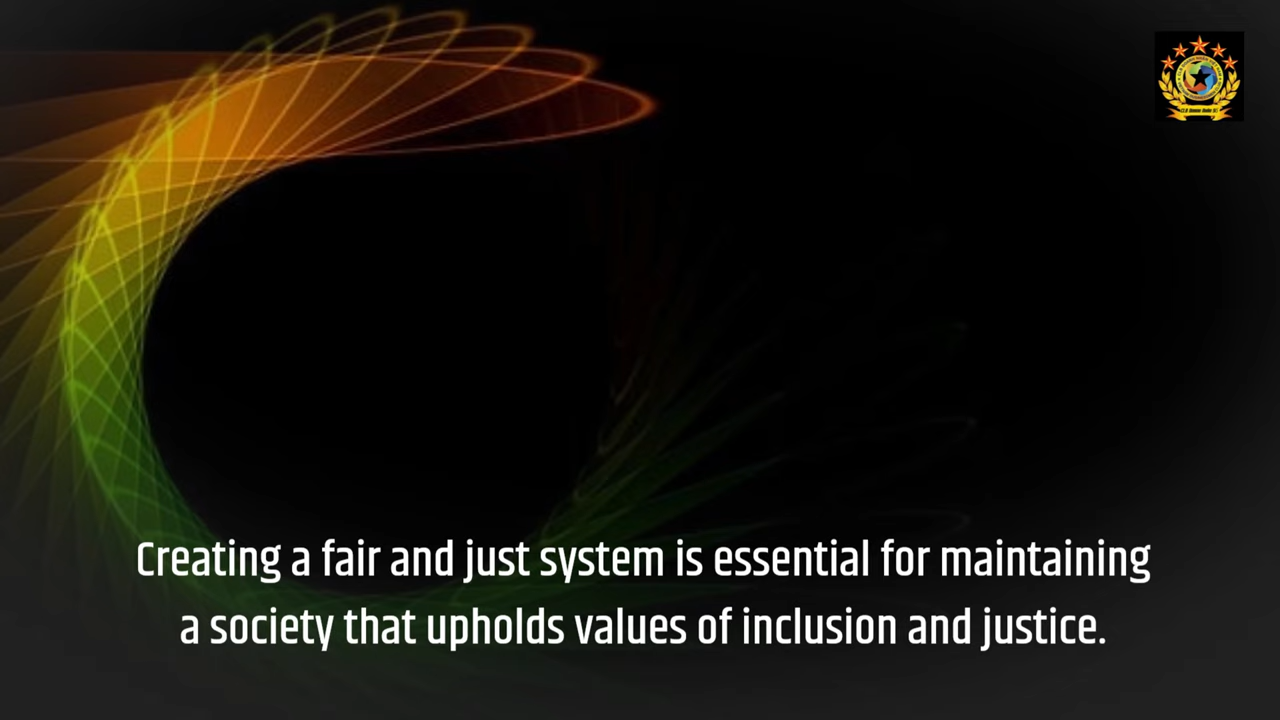 Creating a fair and just system is essential for maintaining
a society that upholds values of inclusion and justice.